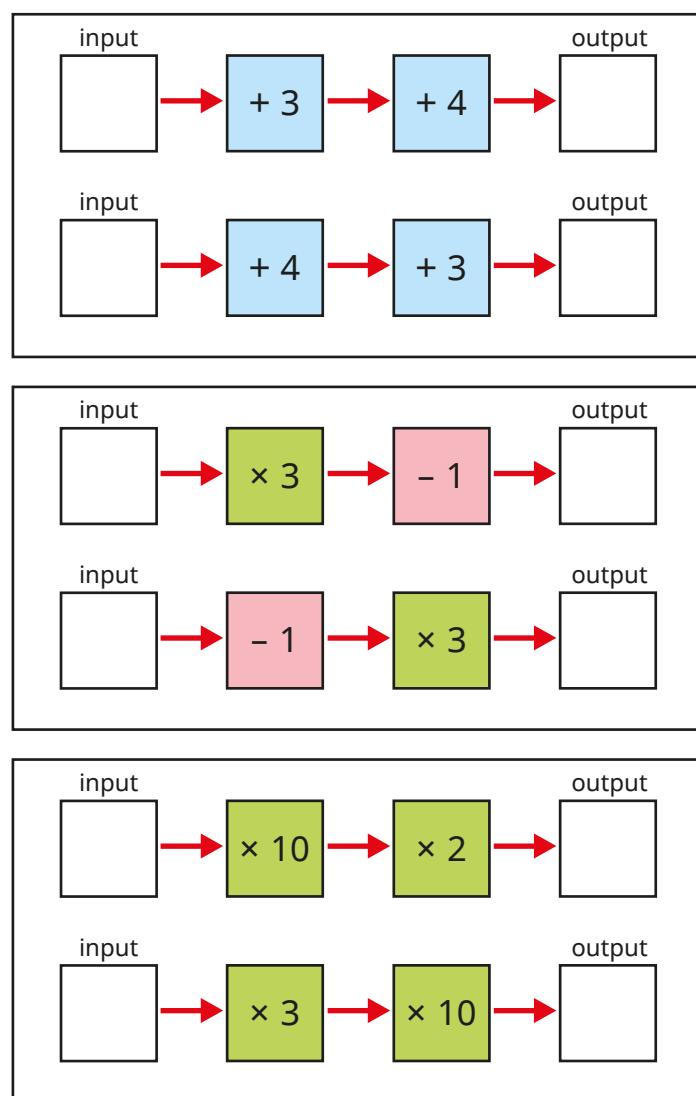 input output
+ 3 + 4
input output
+ 4 + 3
input output
× 3 – 1
input output
– 1 × 3
input output
× 10 × 2
input output
× 3 × 10